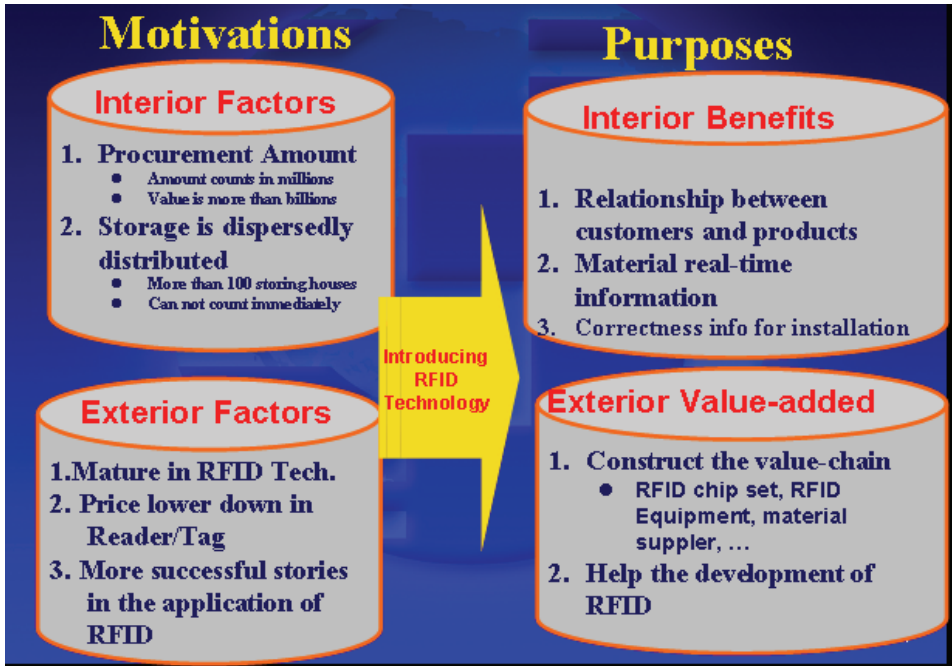 Motivations
Interior Factors
1. Procurement Amount
● Amount counts in millions
● Value is more than billions
2. Storage is dispersedly
distributed
● More than 100 storing houses
● Can not count immediately
Exterior Factors
1.Mature in RFID Tech.
2. Price lower down in
Reader/Tag
3. More successful stories
in the application of
RFID
Introducing
RFID
Technology
Purposes
Interior Benefits
1. Relationship between
customers and products
2. Material real-time
information
3. Correctness info for installation
Exterior Value-added
1. Construct the value-chain
● RFID chip set, RFID
Equipment, material
suppler, ...
2. Help the development of
RFID